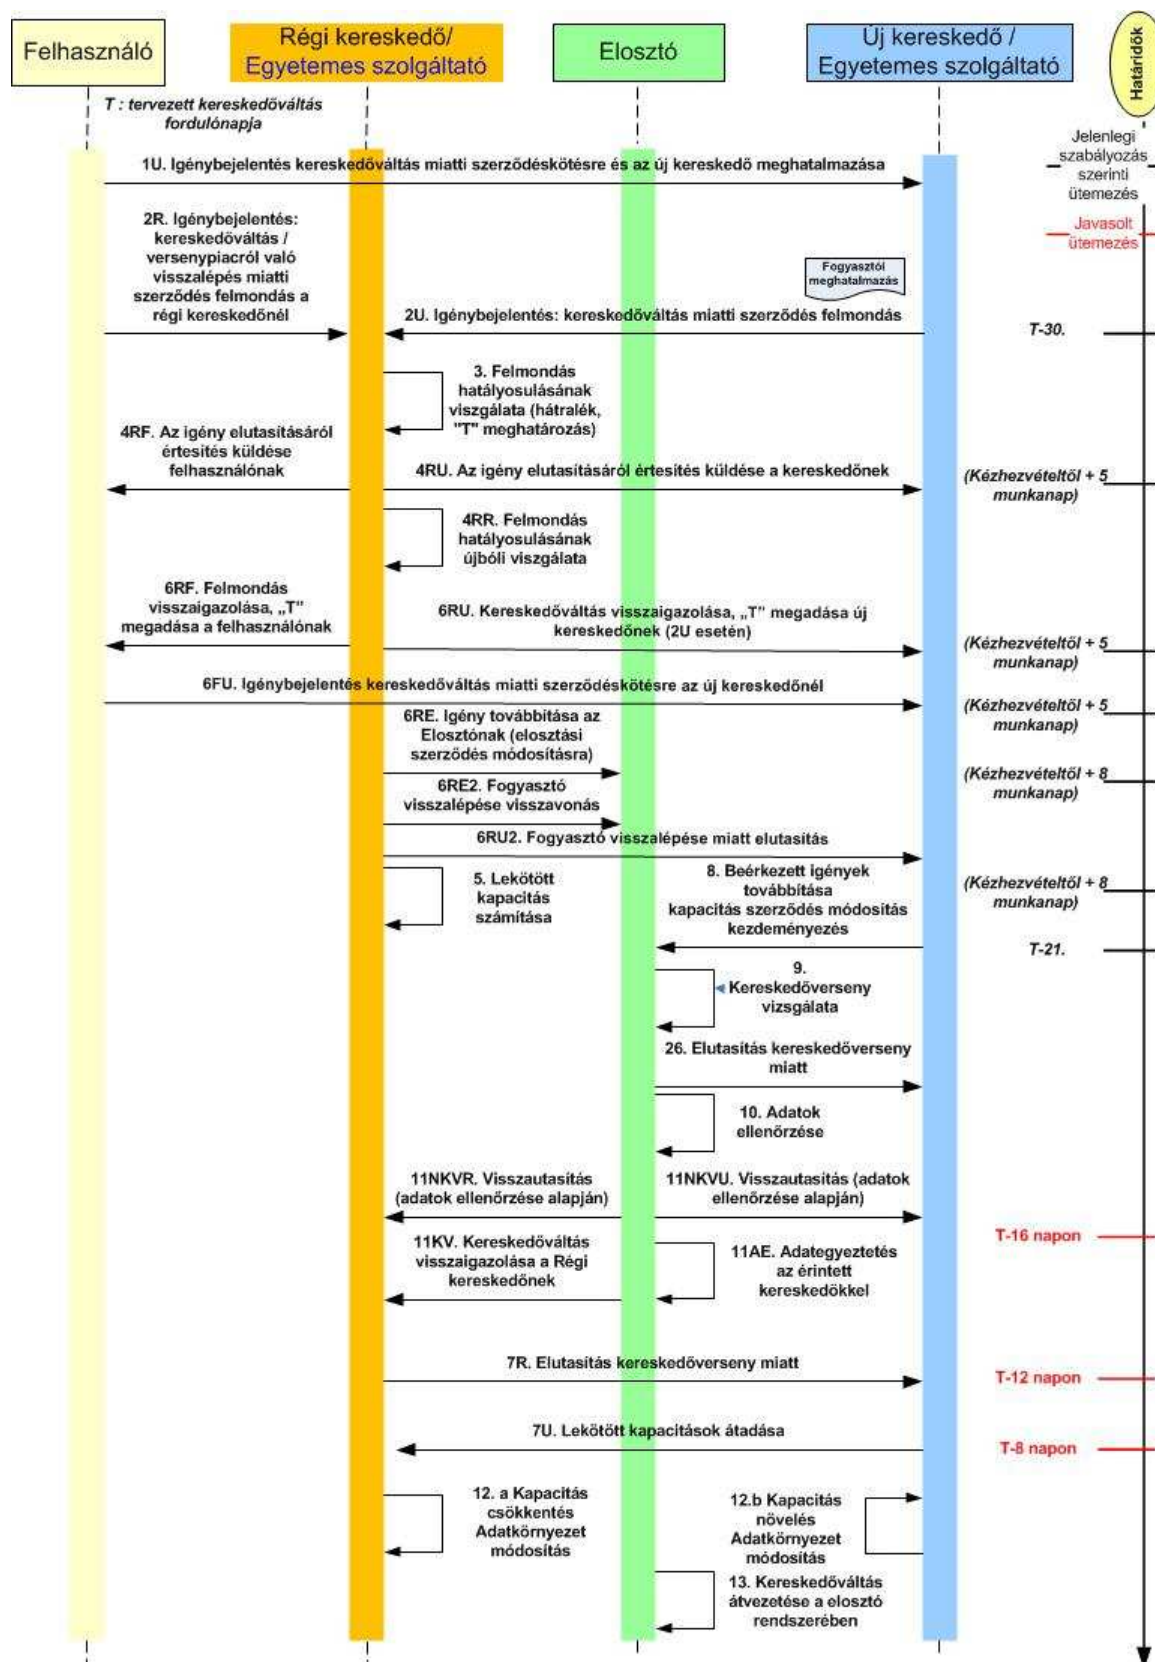 Felhasználó
Régi kereskedő/
Egyetemes szolgáltató
Elosztó
Új kereskedő /
Egyetemes szolgáltató
Határidők
T : tervezett kereskedőváltás
fordulónapja
Jelenlegi
szabályozás
szerinti
ütemezés
1U. Igénybejelentés kereskedőváltás miatti szerződéskötésre és az új kereskedő meghatalmazása
Javasolt
ütemezés
2R. Igénybejelentés:
kereskedőváltás /
versenypiacról való
visszalépés miatti
szerződés felmondás a
régi kereskedőnél
Fogyasztói
meghatalmazás
2U. Igénybejelentés: kereskedőváltás miatti szerződés felmondás
T-30.
3. Felmondás
hatályosulásának
viszgálata (hátralék,
"T" meghatározás)
4RF. Az igény elutasításáról
értesítés küldése
felhasználónak
4RU. Az igény elutasításáról értesítés küldése a kereskedőnek
(Kézhezvételtől + 5
munkanap)
4RR. Felmondás
hatályosulásának
újbóli viszgálata
6RF. Felmondás
visszaigazolása, „T”
megadása a felhasználónak
6RU. Kereskedőváltás visszaigazolása, „T” megadása új
kereskedőnek (2U esetén)
(Kézhezvételtől + 5
munkanap)
6FU. Igénybejelentés kereskedőváltás miatti szerződéskötésre az új kereskedőnél
(Kézhezvételtől + 5
munkanap)
6RE. Igény továbbítása az
Elosztónak (elosztási
szerződés módosításra)
(Kézhezvételtől + 8
munkanap)
6RE2. Fogyasztó
visszalépése visszavonás
6RU2. Fogyasztó visszalépése miatt elutasítás
5. Lekötött
kapacitás
számítása
8. Beérkezett igények
továbbítása
kapacitás szerződés módosítás
kezdeményezés
(Kézhezvételtől + 8
munkanap)
T-21.
9.
Kereskedőverseny
vizsgálata
26. Elutasítás kereskedőverseny
miatt
10. Adatok
ellenőrzése
11NKVR. Visszautasítás
(adatok ellenőrzése alapján)
11NKVU. Visszautasítás (adatok
ellenőrzése alapján)
T-16 napon
11KV. Kereskedőváltás
visszaigazolása a Régi
kereskedőnek
11AE. Adategyeztetés
az érintett
kereskedőkkel
7R. Elutasítás kereskedőverseny miatt
T-12 napon
7U. Lekötött kapacitások átadása
T-8 napon
12. a Kapacitás
csökkentés
Adatkörnyezet
módosítás
12.b Kapacitás
növelés
Adatkörnyezet
módosítás
13. Kereskedőváltás
átvezetése a elosztó
rendszerében